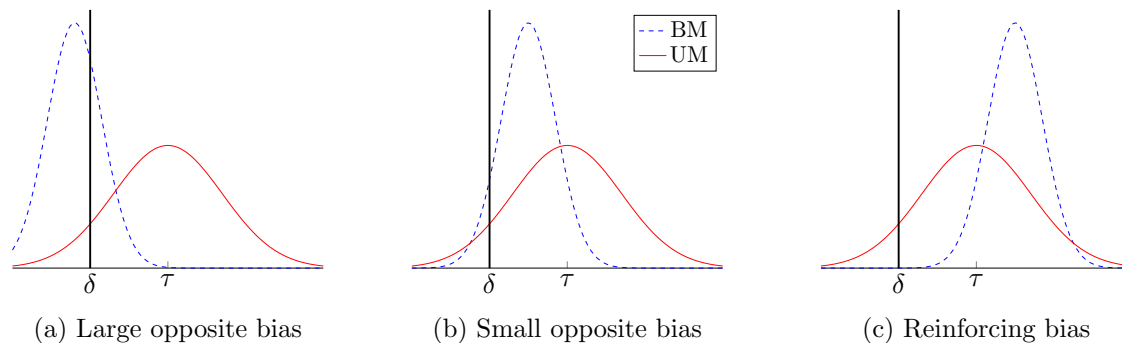 BM
UM
δ
τ
δ
τ
δ
τ
(a) Large opposite bias
(b) Small opposite bias
(c) Reinforcing bias